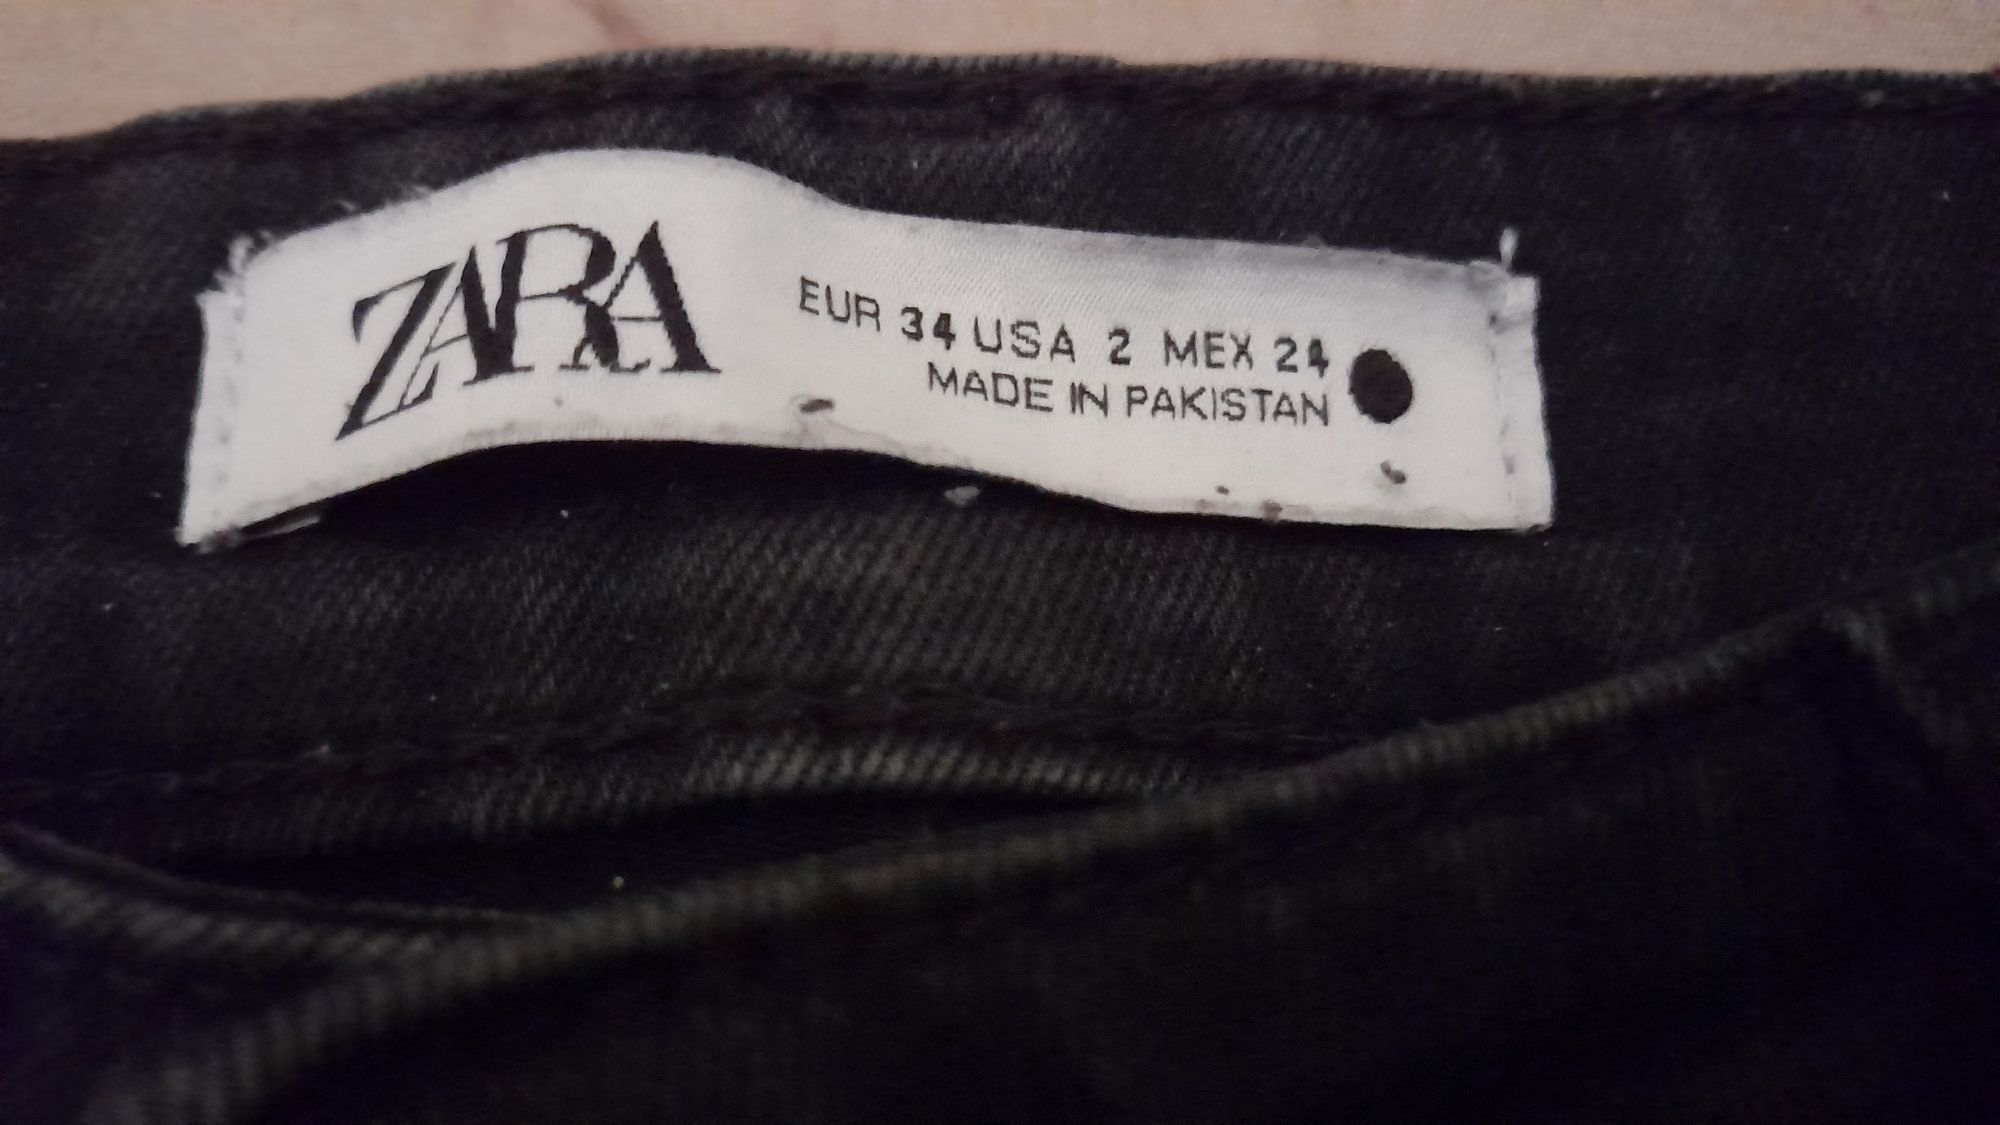 ZARA
EUR 34 USA 2 MEX 24
MADE IN PAKISTAN